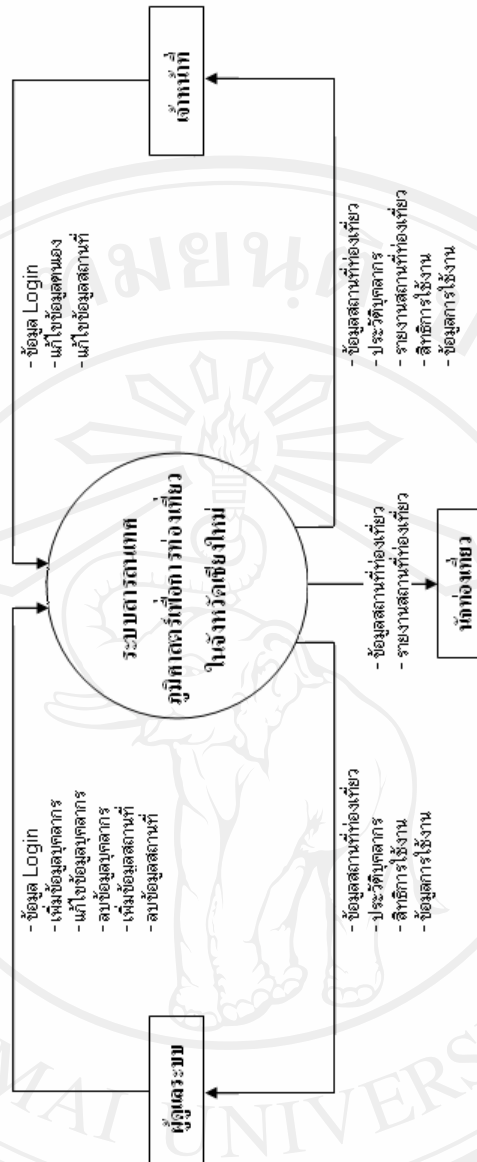 ผู้ดูแลระบบ
- ข้อมูล Login
- เพิ่มข้อมูลบุคลากร
- แก้ไขข้อมูลบุคลากร
- ลบข้อมูลบุคลากร
- เพิ่มข้อมูลสถานที่
- ลบข้อมูลสถานที่
- ข้อมูลสถานที่ท่องเที่ยว
- ประวัติบุคลากร
- สิทธิการใช้งาน
- ข้อมูลการใช้งาน
ระบบสารสนเทศ
ภูมิศาสตร์เพื่อการท่องเที่ยว
ในจังหวัดเชียงใหม่
- ข้อมูลสถานที่ท่องเที่ยว
- รายงานสถานที่ท่องเที่ยว
นักท่องเที่ยว
- ข้อมูล Login
- แก้ไขข้อมูลตนเอง
- แก้ไขข้อมูลสถานที่
- ข้อมูลสถานที่ท่องเที่ยว
- ประวัติบุคลากร
- รายงานสถานที่ท่องเที่ยว
- สิทธิการใช้งาน
- ข้อมูลการใช้งาน
เจ้าหน้าที่
MAI UNIVERS